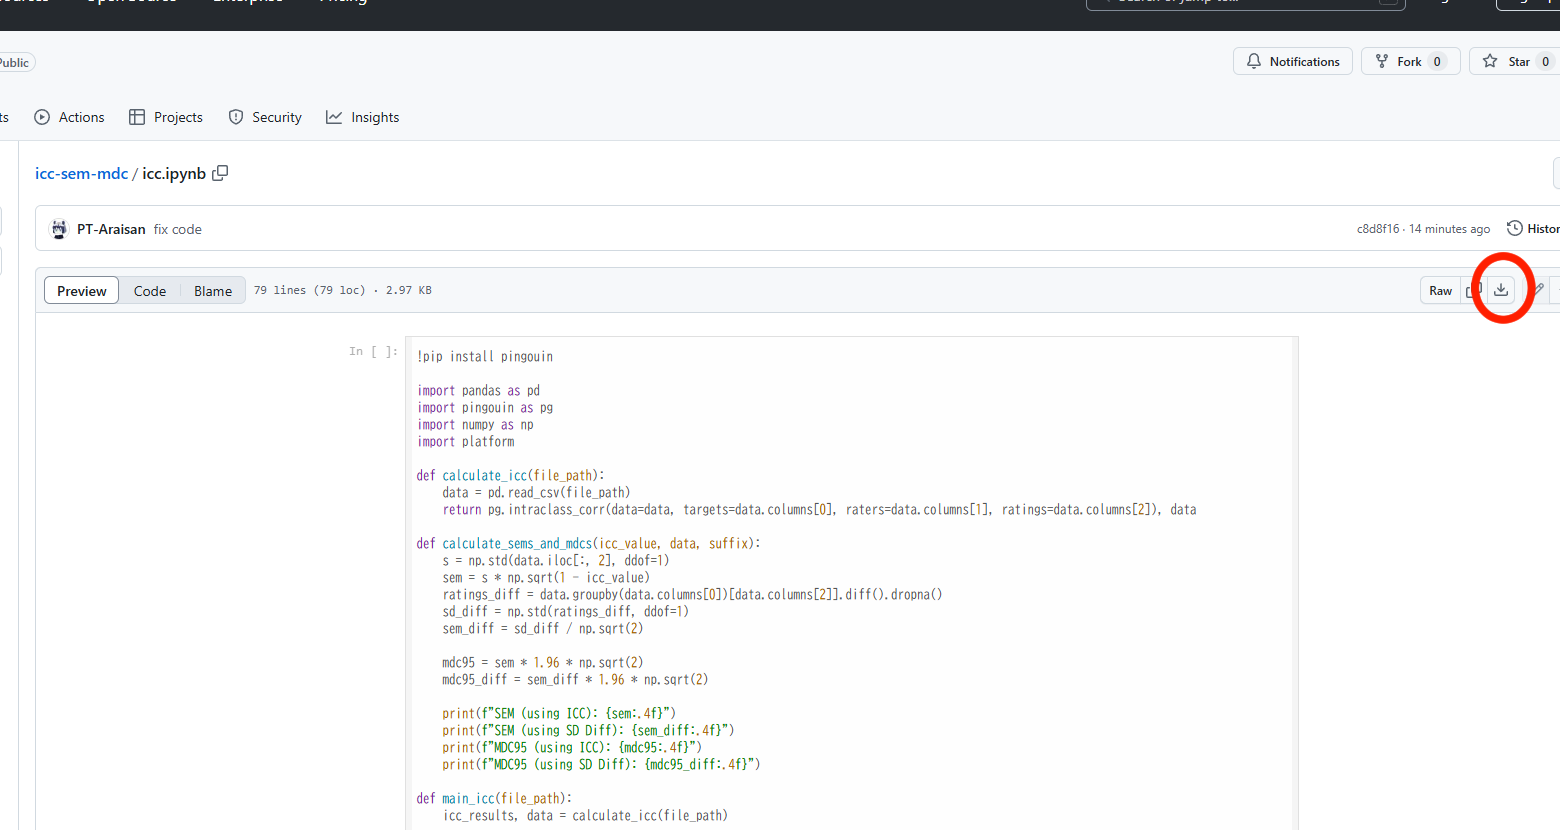 Public
Notifications
Fork 0
Star 0
ts
Actions
Projects
Security
Insights
icc-sem-mdc / icc.ipynb
PT-Araisan fix code
c8d8f16 · 14 minutes ago
Histor
Preview
Code
Blame
79 lines (79 loc) · 2.97 KB
Raw
In [ ]:
!pip install pingouin
import pandas as pd
import pingouin as pg
import numpy as np
import platform
def calculate_icc(file_path):
    data = pd.read_csv(file_path)
    return pg.intraclass_corr(data=data, targets=data.columns[0], raters=data.columns[1], ratings=data.columns[2]), data
def calculate_sems_and_mdcs(icc_value, data, suffix):
    s = np.std(data.iloc[:, 2], ddof=1)
    sem = s * np.sqrt(1 - icc_value)
    ratings_diff = data.groupby(data.columns[0])[data.columns[2]].diff().dropna()
    sd_diff = np.std(ratings_diff, ddof=1)
    sem_diff = sd_diff / np.sqrt(2)
    mdc95 = sem * 1.96 * np.sqrt(2)
    mdc95_diff = sem_diff * 1.96 * np.sqrt(2)
    print(f"SEM (using ICC): {sem:.4f}")
    print(f"SEM (using SD Diff): {sem_diff:.4f}")
    print(f"MDC95 (using ICC): {mdc95:.4f}")
    print(f"MDC95 (using SD Diff): {mdc95_diff:.4f}")
def main_icc(file_path):
    icc_results, data = calculate_icc(file_path)